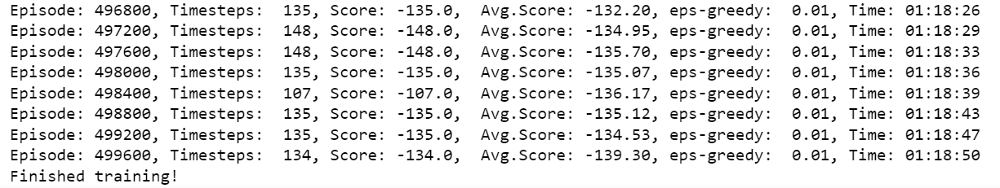 Episode: 496800, Timesteps:  135, Score: -135.0,  Avg.Score: -132.20, eps-greedy:  0.01, Time: 01:18:26
Episode: 497200, Timesteps:  148, Score: -148.0,  Avg.Score: -134.95, eps-greedy:  0.01, Time: 01:18:29
Episode: 497600, Timesteps:  148, Score: -148.0,  Avg.Score: -135.70, eps-greedy:  0.01, Time: 01:18:33
Episode: 498000, Timesteps:  135, Score: -135.0,  Avg.Score: -135.07, eps-greedy:  0.01, Time: 01:18:36
Episode: 498400, Timesteps:  107, Score: -107.0,  Avg.Score: -136.17, eps-greedy:  0.01, Time: 01:18:39
Episode: 498800, Timesteps:  135, Score: -135.0,  Avg.Score: -135.12, eps-greedy:  0.01, Time: 01:18:43
Episode: 499200, Timesteps:  135, Score: -135.0,  Avg.Score: -134.53, eps-greedy:  0.01, Time: 01:18:47
Episode: 499600, Timesteps:  134, Score: -134.0,  Avg.Score: -139.30, eps-greedy:  0.01, Time: 01:18:50
Finished training!